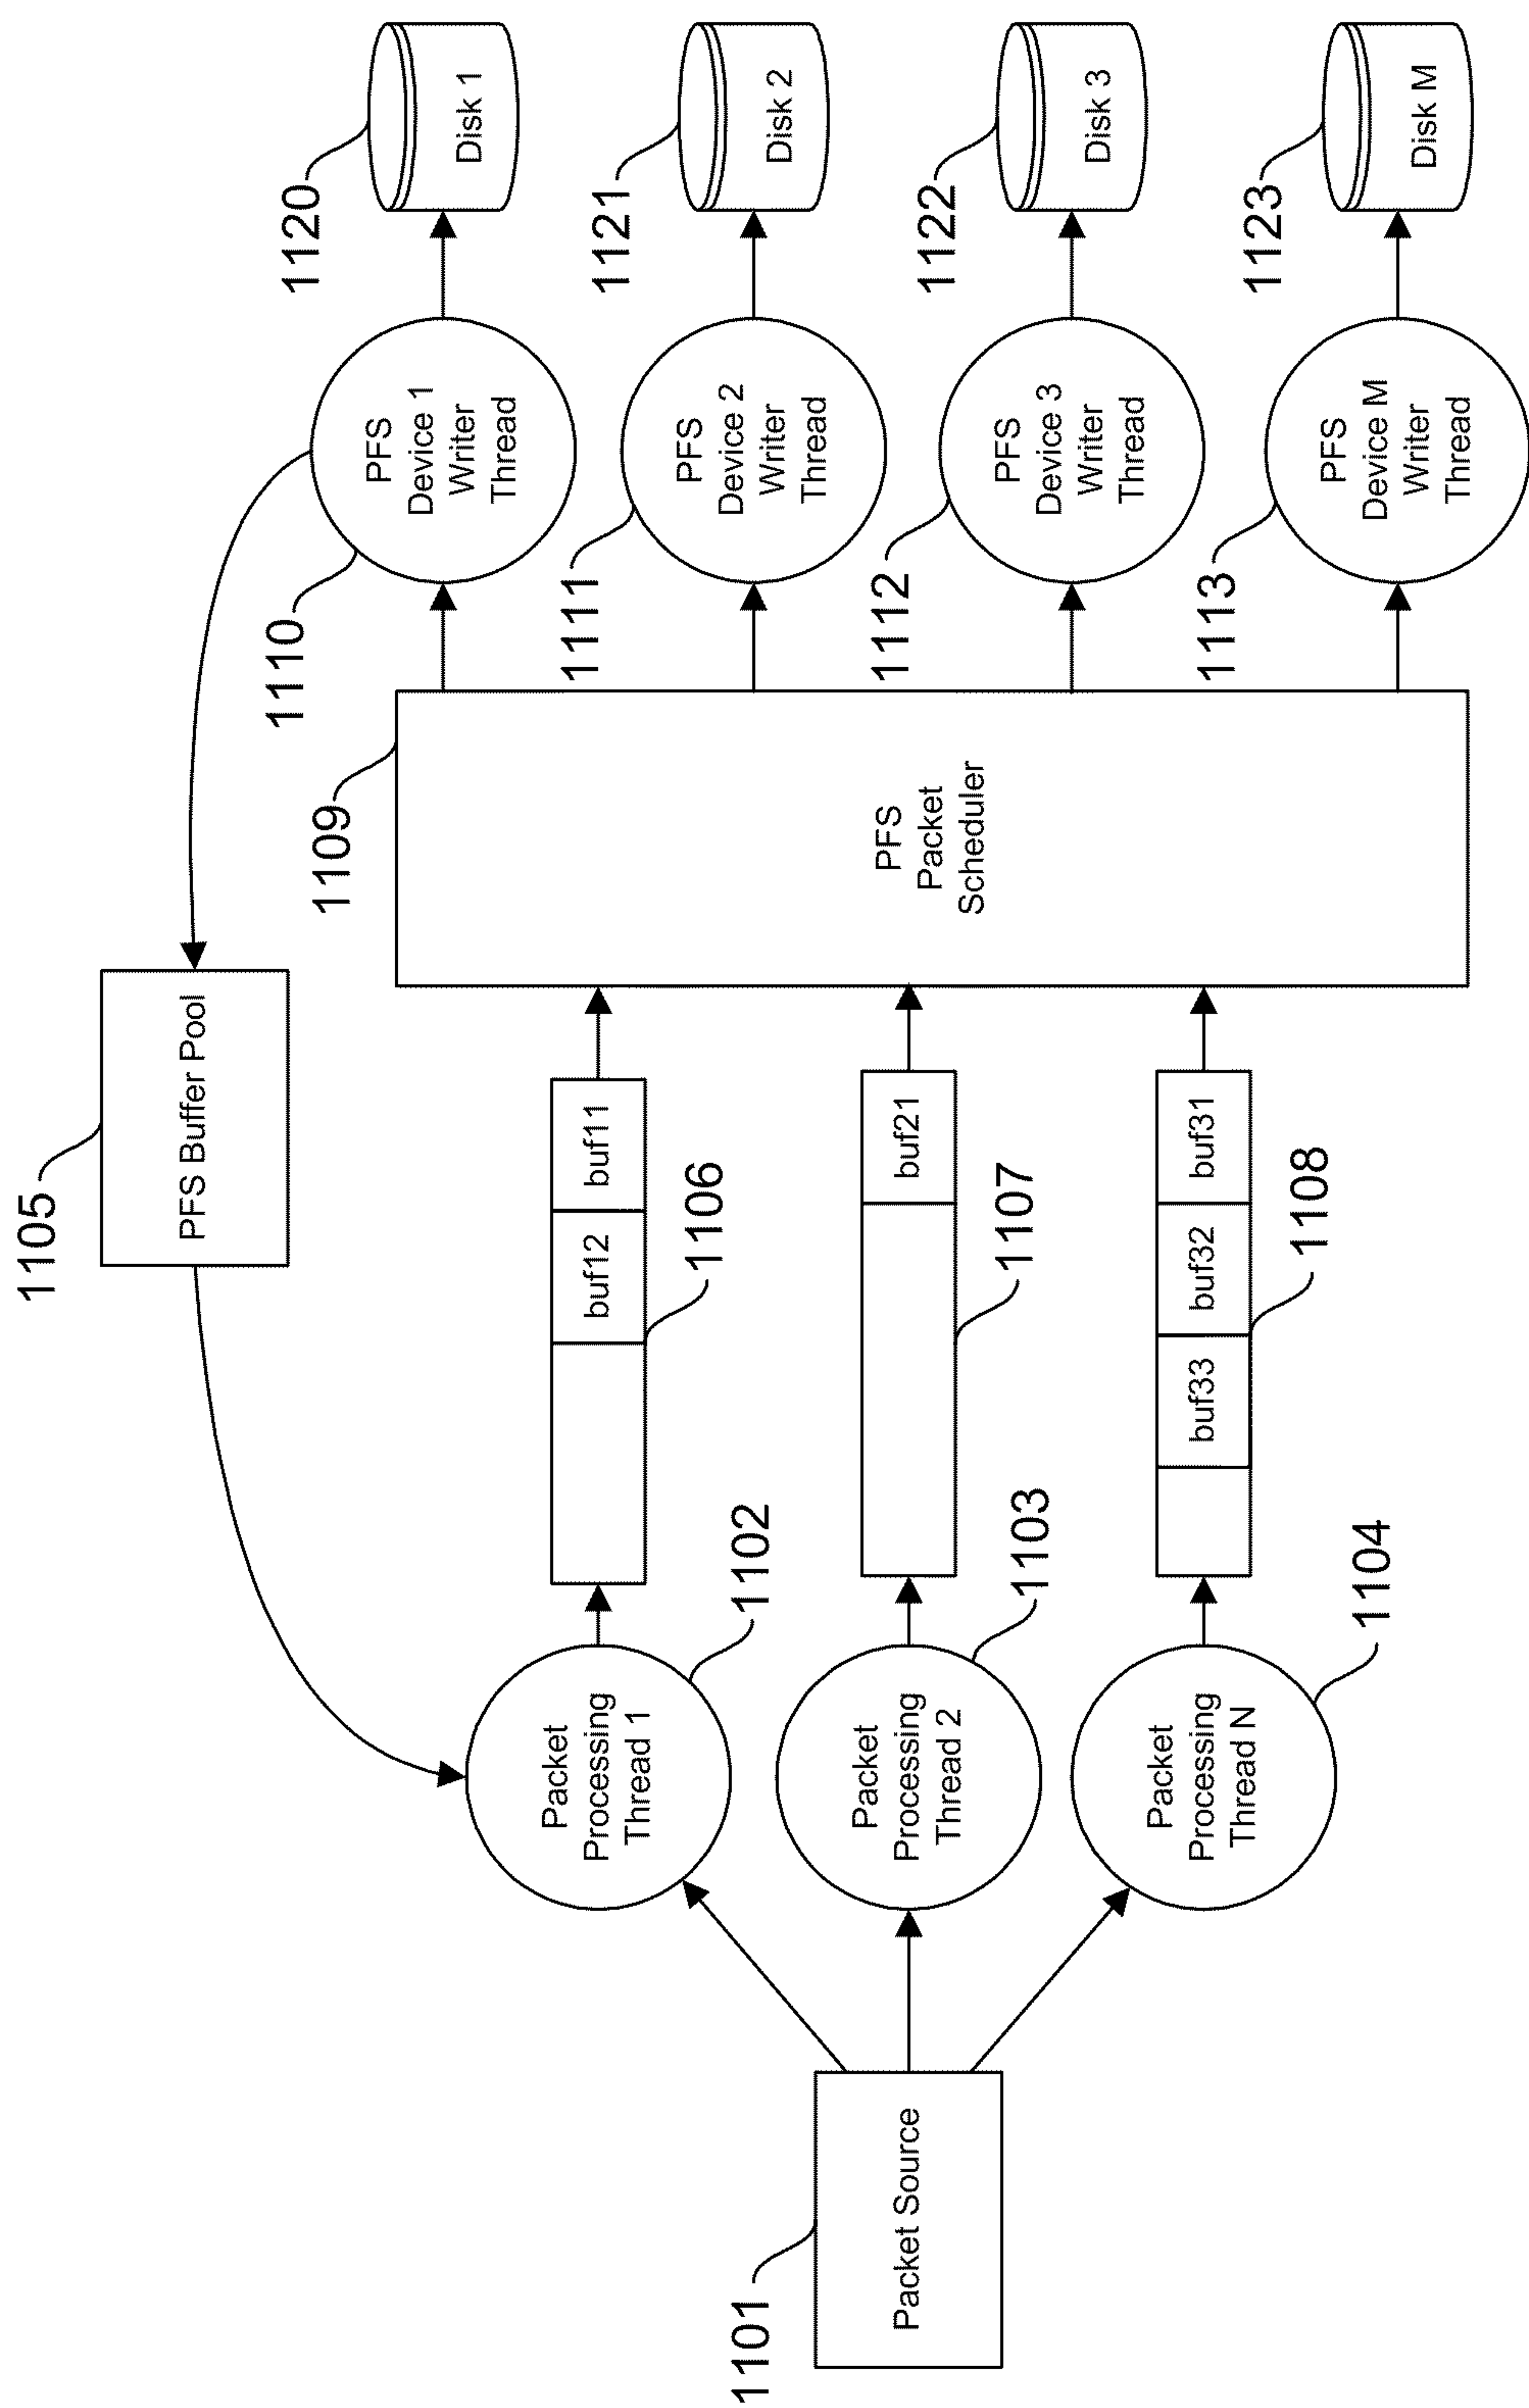 1101
Packet Source
1105
PFS Buffer Pool
Packet
Processing
Thread 1
1102
Packet
Processing
Thread 2
1103
Packet
Processing
Thread N
1104
buf12
buf11
1106
buf21
1107
buf33
buf32
buf31
1108
1109
PFS
Packet
Scheduler
1110
PFS
Device 1
Writer
Thread
1111
PFS
Device 2
Writer
Thread
1112
PFS
Device 3
Writer
Thread
1113
PFS
Device M
Writer
Thread
1120
Disk 1
1121
Disk 2
1122
Disk 3
1123
Disk M